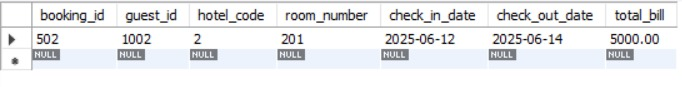 booking_id guest_id hotel_code room_number check_in_date check_out_date total_bill
502 1002 2 201 2025-06-12 2025-06-14 5000.00
NULL NULL NULL NULL NULL NULL NULL